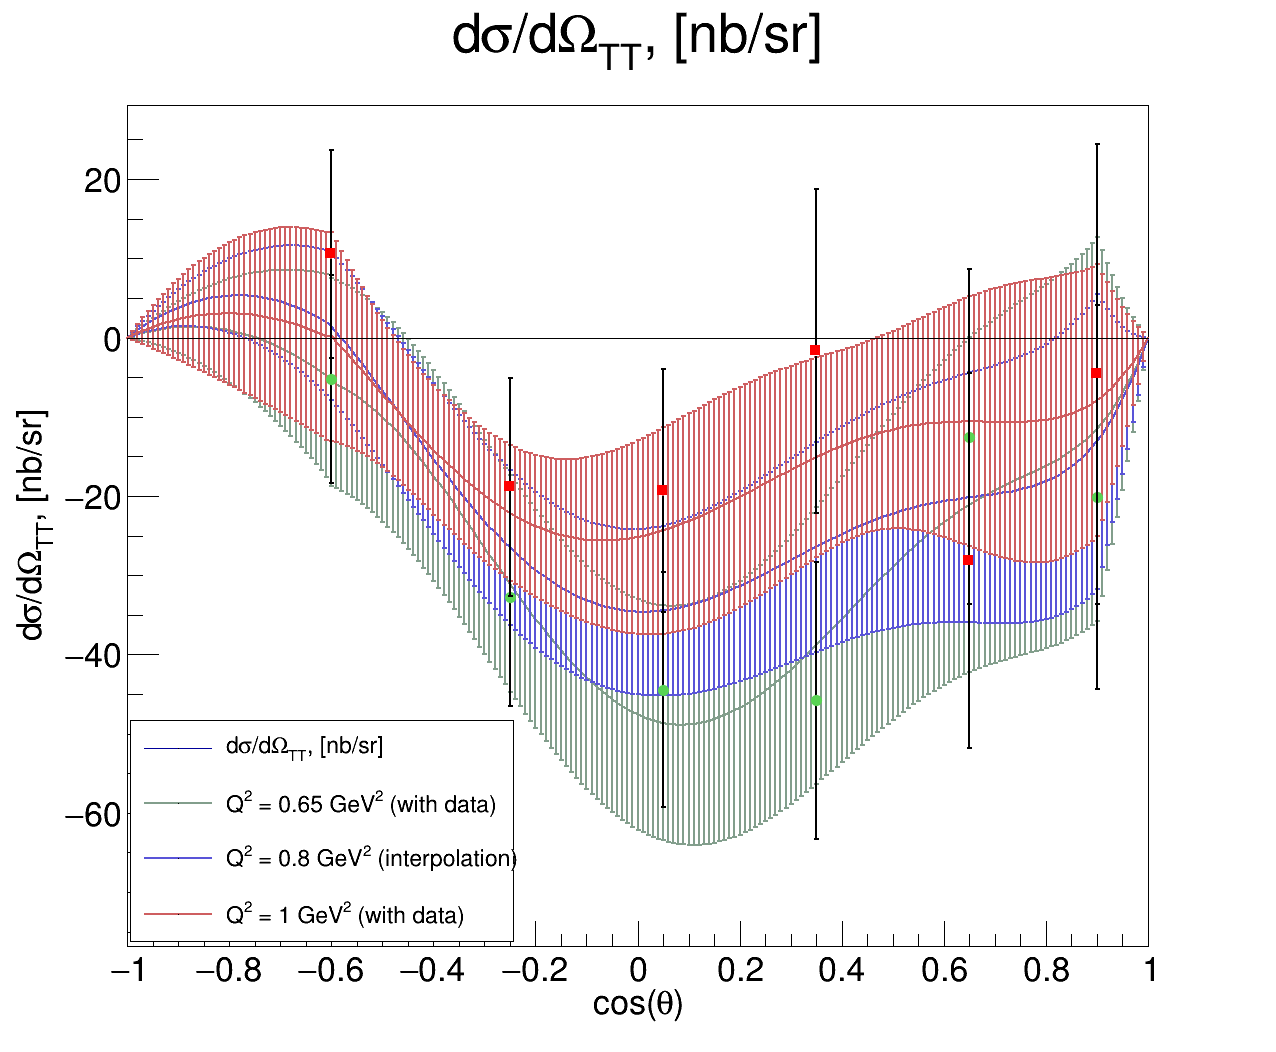 dσ/dΩTT, [nb/sr]
dσ/dΩTT, [nb/sr]
20
0
−20
−40
−60
dσ/dΩTT, [nb/sr]
Q² = 0.65 GeV² (with data)
Q² = 0.8 GeV² (interpolation)
Q² = 1 GeV² (with data)
−1 −0.8 −0.6 −0.4 −0.2 0 0.2 0.4 0.6 0.8 1
cos(θ)